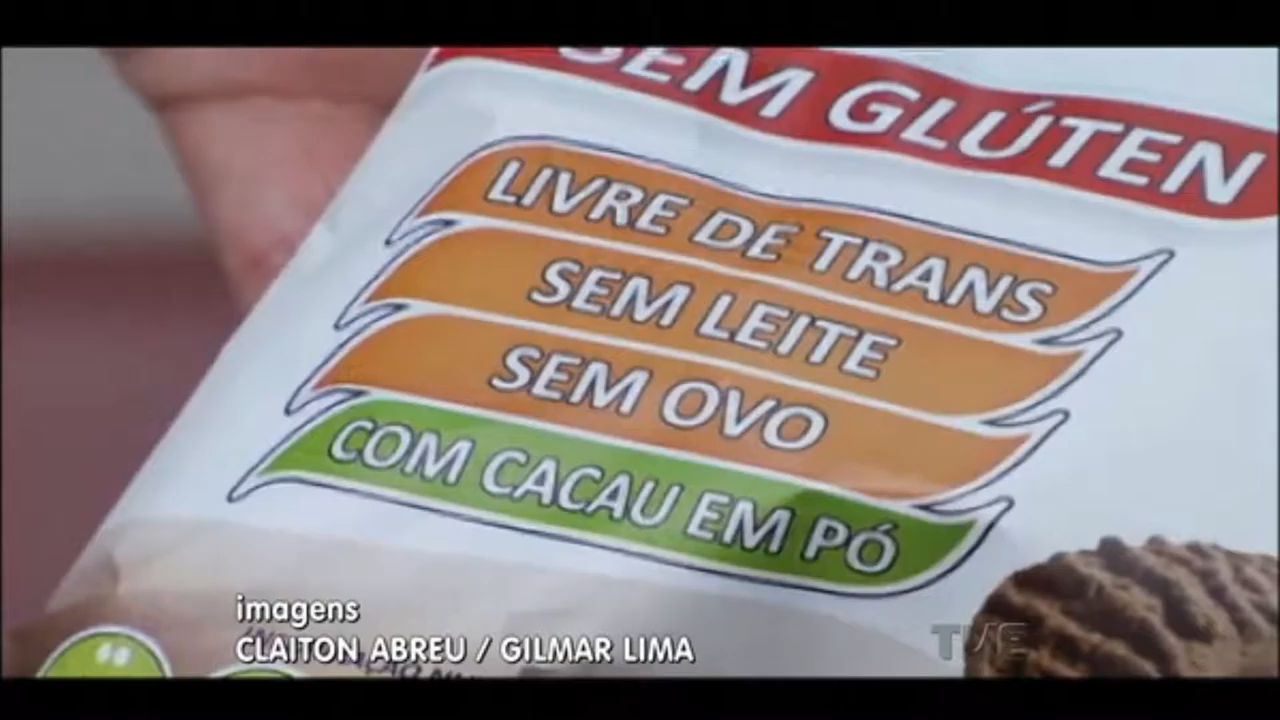 SEM GLÚTEN
LIVRE DE TRANS
SEM LEITE
SEM OVO
COM CACAU EM PÓ
imagens
CLAITON ABREU / GILMAR LIMA
TVE